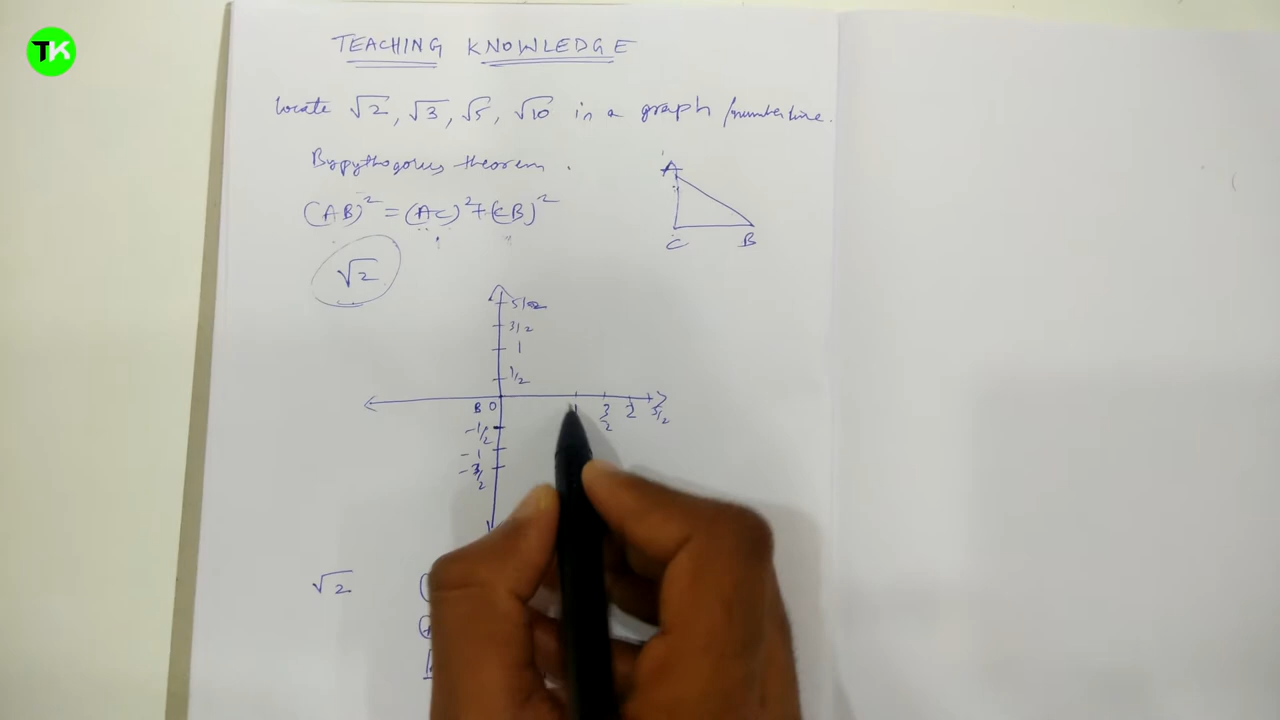 TK
TEACHING KNOWLEDGE
locate √2, √3, √5, √10 in a graph /number line.
By pythogorus theorem.
(AB)² = (AC)² + (CB)²
A
C B
√2
5/2
3/2
1
1/2
B 0 1 3/2 2 5/2
-1/2
-1
-3/2
√2 (